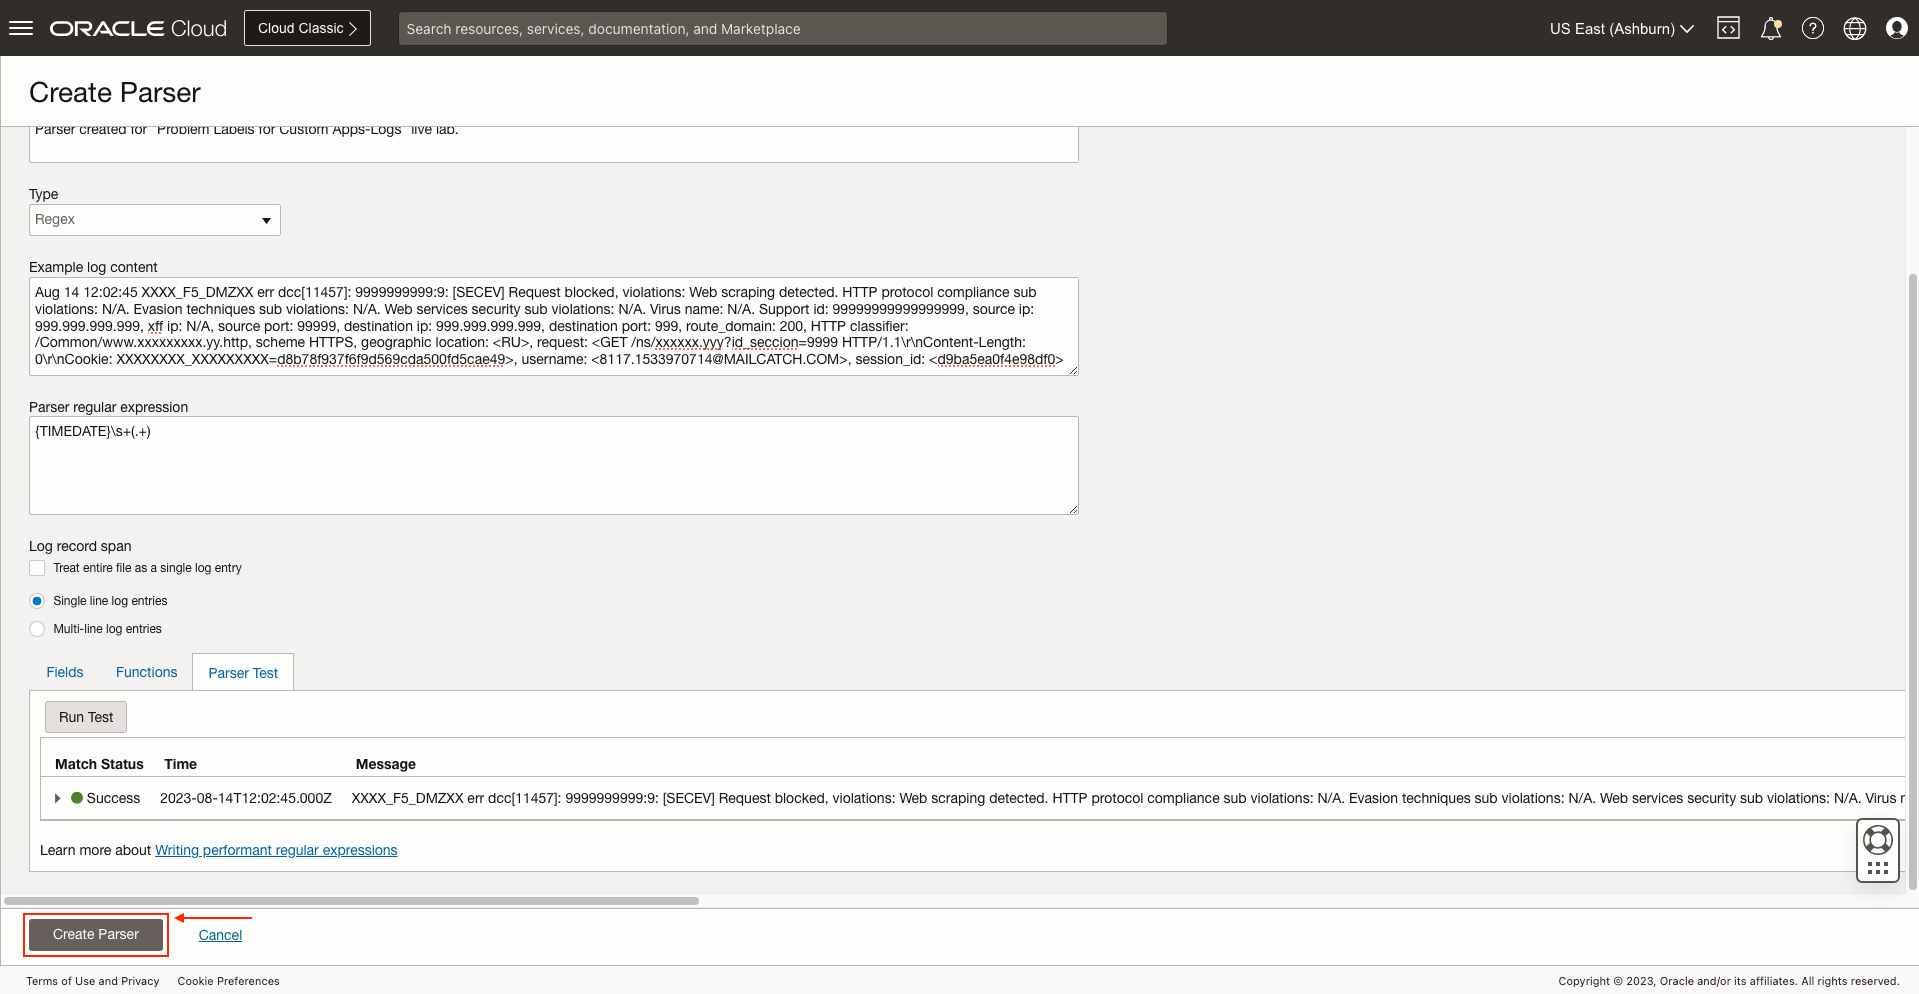 ORACLE Cloud
Cloud Classic
Search resources, services, documentation, and Marketplace
US East (Ashburn)
Create Parser
Parser created for "Problem Labels for Custom Apps-Logs" live lab.
Type
Regex
Example log content
Aug 14 12:02:45 XXXX_F5_DMZXX err dcc[11457]: 9999999999:9: [SECEV] Request blocked, violations: Web scraping detected. HTTP protocol compliance sub
violations: N/A. Evasion techniques sub violations: N/A. Web services security sub violations: N/A. Virus name: N/A. Support id: 99999999999999999, source ip:
999.999.999.999, xff ip: N/A, source port: 99999, destination ip: 999.999.999.999, destination port: 999, route_domain: 200, HTTP classifier:
/Common/www.xxxxxxxxx.yy.http, scheme HTTPS, geographic location: <RU>, request: <GET /ns/xxxxxx.yyy?id_seccion=9999 HTTP/1.1\r\nContent-Length:
0\r\nCookie: XXXXXXXX_XXXXXXXXX=d8b78f937f6f9d569cda500fd5cae49>, username: <8117.1533970714@MAILCATCH.COM>, session_id: <d9ba5ea0f4e98df0>
Parser regular expression
{TIMEDATE}\s+(.+)
Log record span
Treat entire file as a single log entry
Single line log entries
Multi-line log entries
Fields Functions Parser Test
Run Test
Match Status Time Message
Success 2023-08-14T12:02:45.000Z XXXX_F5_DMZXX err dcc[11457]: 9999999999:9: [SECEV] Request blocked, violations: Web scraping detected. HTTP protocol compliance sub violations: N/A. Evasion techniques sub violations: N/A. Web services security sub violations: N/A. Virus
Learn more about Writing performant regular expressions
Create Parser Cancel
Terms of Use and Privacy Cookie Preferences
Copyright © 2023, Oracle and/or its affiliates. All rights reserved.